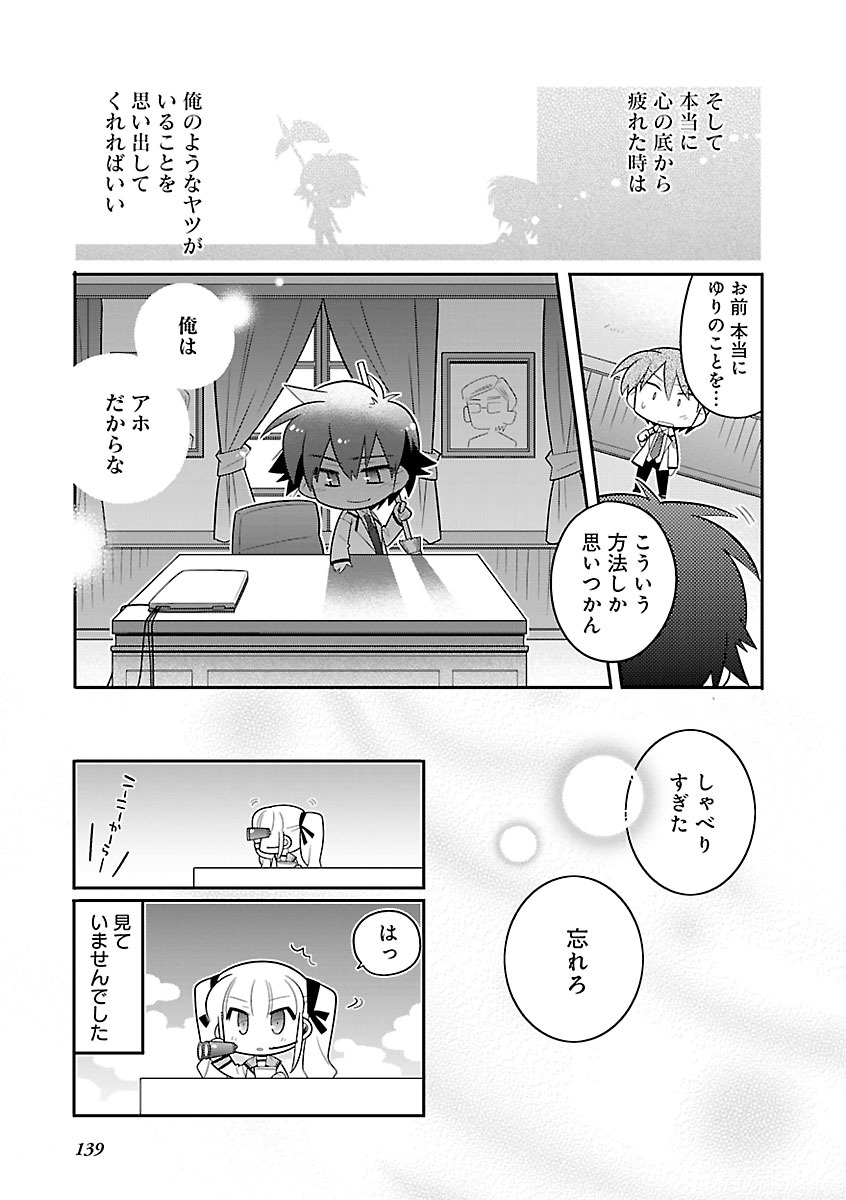 そして
本当に
心の底から
疲れた時は
俺のようなヤツが
いることを
思い出して
くれればいい
お前 本当に
ゆりのことを…
こういう
方法しか
思いつかん
俺は
アホ
だからな
しゃべり
すぎた
忘れろ
こーこーかーらー
はっ
見て
いませんでした
139